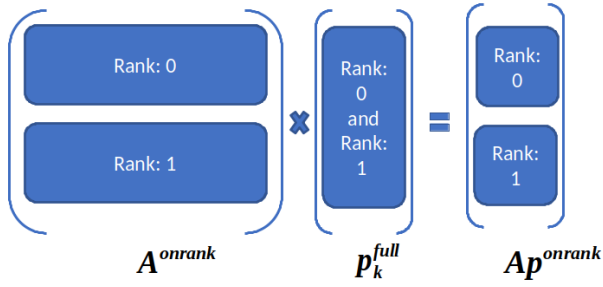 Rank: 0
Rank: 1
Rank:
0
and
Rank:
1
Rank:
0
Rank:
1
×
=
A^onrank
p_k^full
Ap^onrank